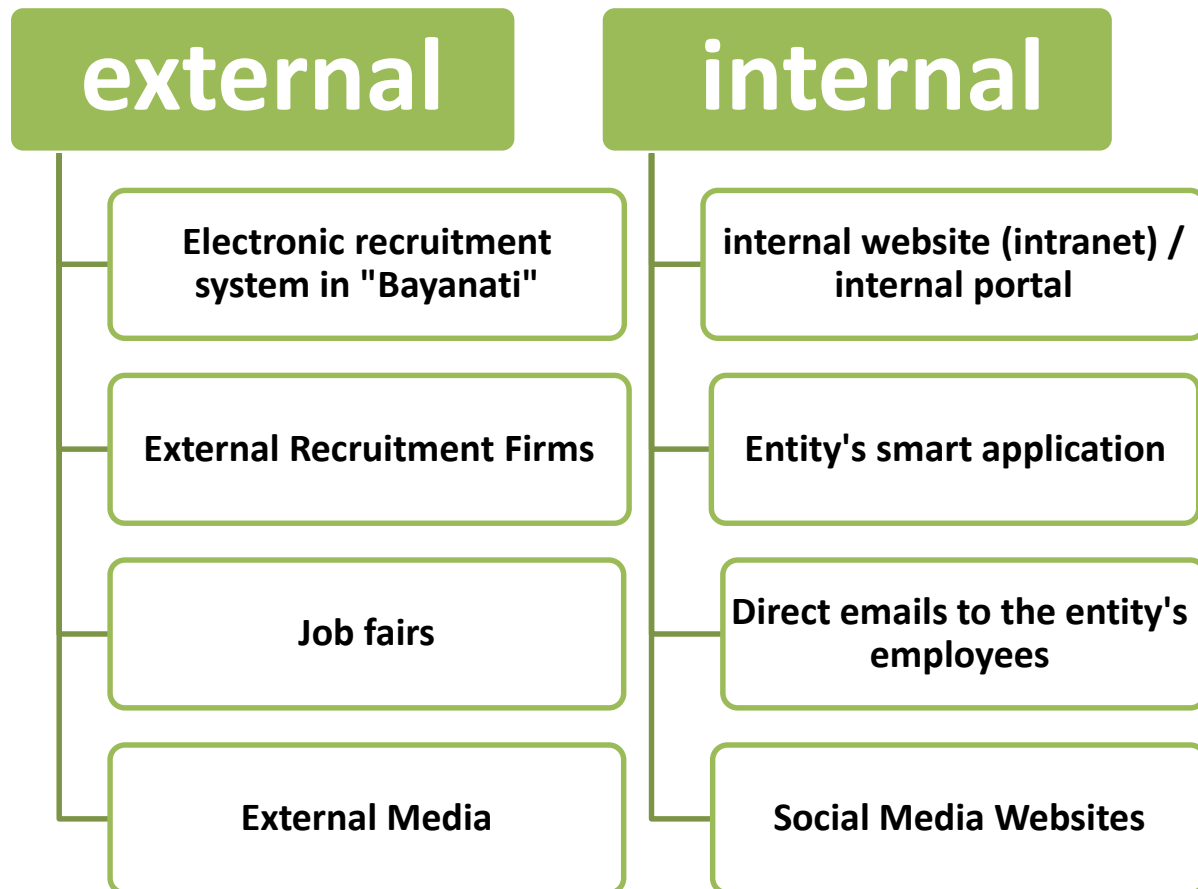 external
Electronic recruitment
system in "Bayanati"
External Recruitment Firms
Job fairs
External Media
internal
internal website (intranet) /
internal portal
Entity's smart application
Direct emails to the entity's
employees
Social Media Websites